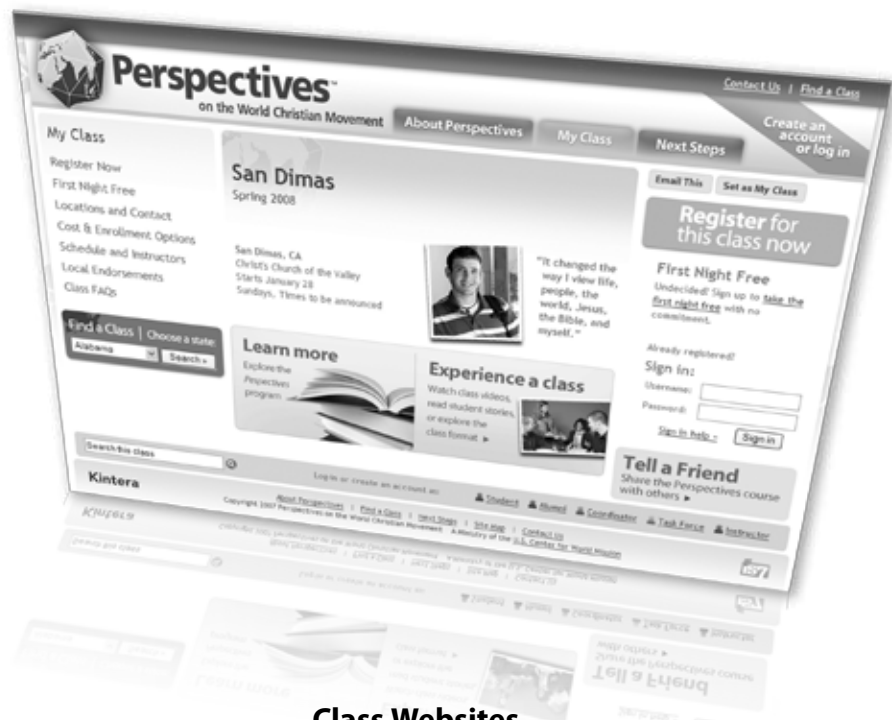 Perspectives™
on the World Christian Movement
Contact Us | Find a Class
About Perspectives
My Class
Next Steps
Create an
account
or log in
My Class
Register Now
First Night Free
Locations and Contact
Cost & Enrollment Options
Schedule and Instructors
Local Endorsements
Class FAQs
Find a Class | Choose a state
Alabama
Search »
San Dimas
Spring 2008
San Dimas, CA
Christ's Church of the Valley
Starts January 28
Sundays, Times to be announced
"It changed the
way I view life,
people, the
world, Jesus,
the Bible, and
myself."
Learn more
Explore the
Perspectives
program
Experience a class
Watch class videos,
read student stories,
or explore the
class format ►
Email This
Set as My Class
Register for
this class now
First Night Free
Undecided? Sign up to take the
first night free with no
commitment.
Already registered?
Sign in:
Username:
Password:
Sign in help »
Sign in
Tell a Friend
Share the Perspectives course
with others ►
Search this class
Log in or create an account as:
Student
Alumni
Coordinator
Task Force
Instructor
Kintera
About Perspectives | Find a Class | Next Steps | Site Map | Contact Us
Copyright 2007 Perspectives on the World Christian Movement A Ministry of the U.S. Center for World Mission
Class Websites